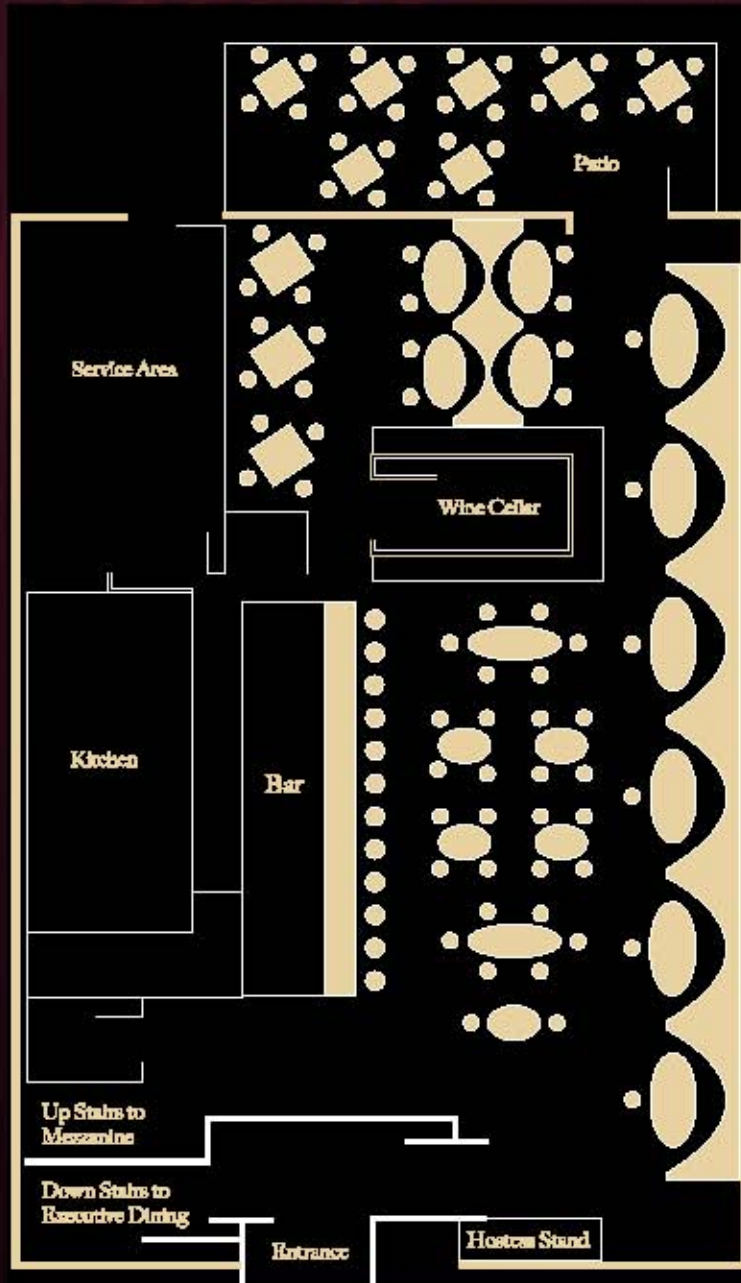 Patio
Service Area
Wine Cellar
Kitchen
Bar
Up Stairs to
Mezzanine
Down Stairs to
Executive Dining
Entrance
Hostess Stand